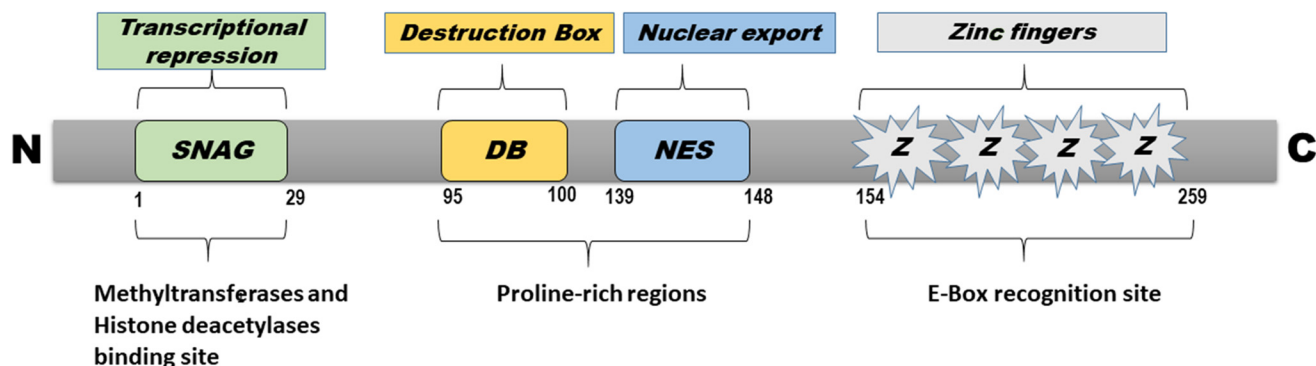 Transcriptional
repression
Destruction Box
Nuclear export
Zinc fingers
N
SNAG
DB
NES
Z
Z
Z
Z
C
1
29
95
100
139
148
154
259
Methyltransferases and
Histone deacetylases
binding site
Proline-rich regions
E-Box recognition site